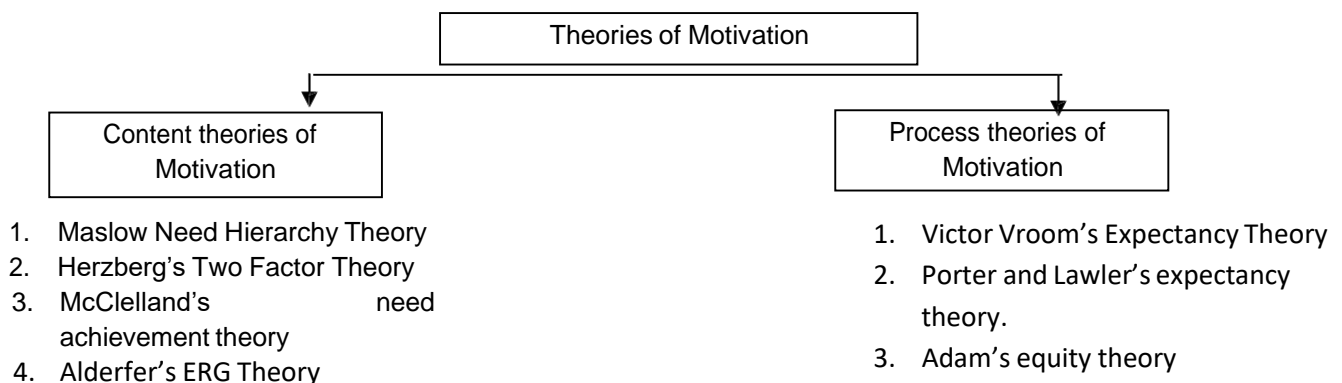 Theories of Motivation
Content theories of
Motivation
1. Maslow Need Hierarchy Theory
2. Herzberg's Two Factor Theory
3. McClelland's need
achievement theory
4. Alderfer's ERG Theory
Process theories of
Motivation
1. Victor Vroom’s Expectancy Theory
2. Porter and Lawler’s expectancy
theory.
3. Adam’s equity theory